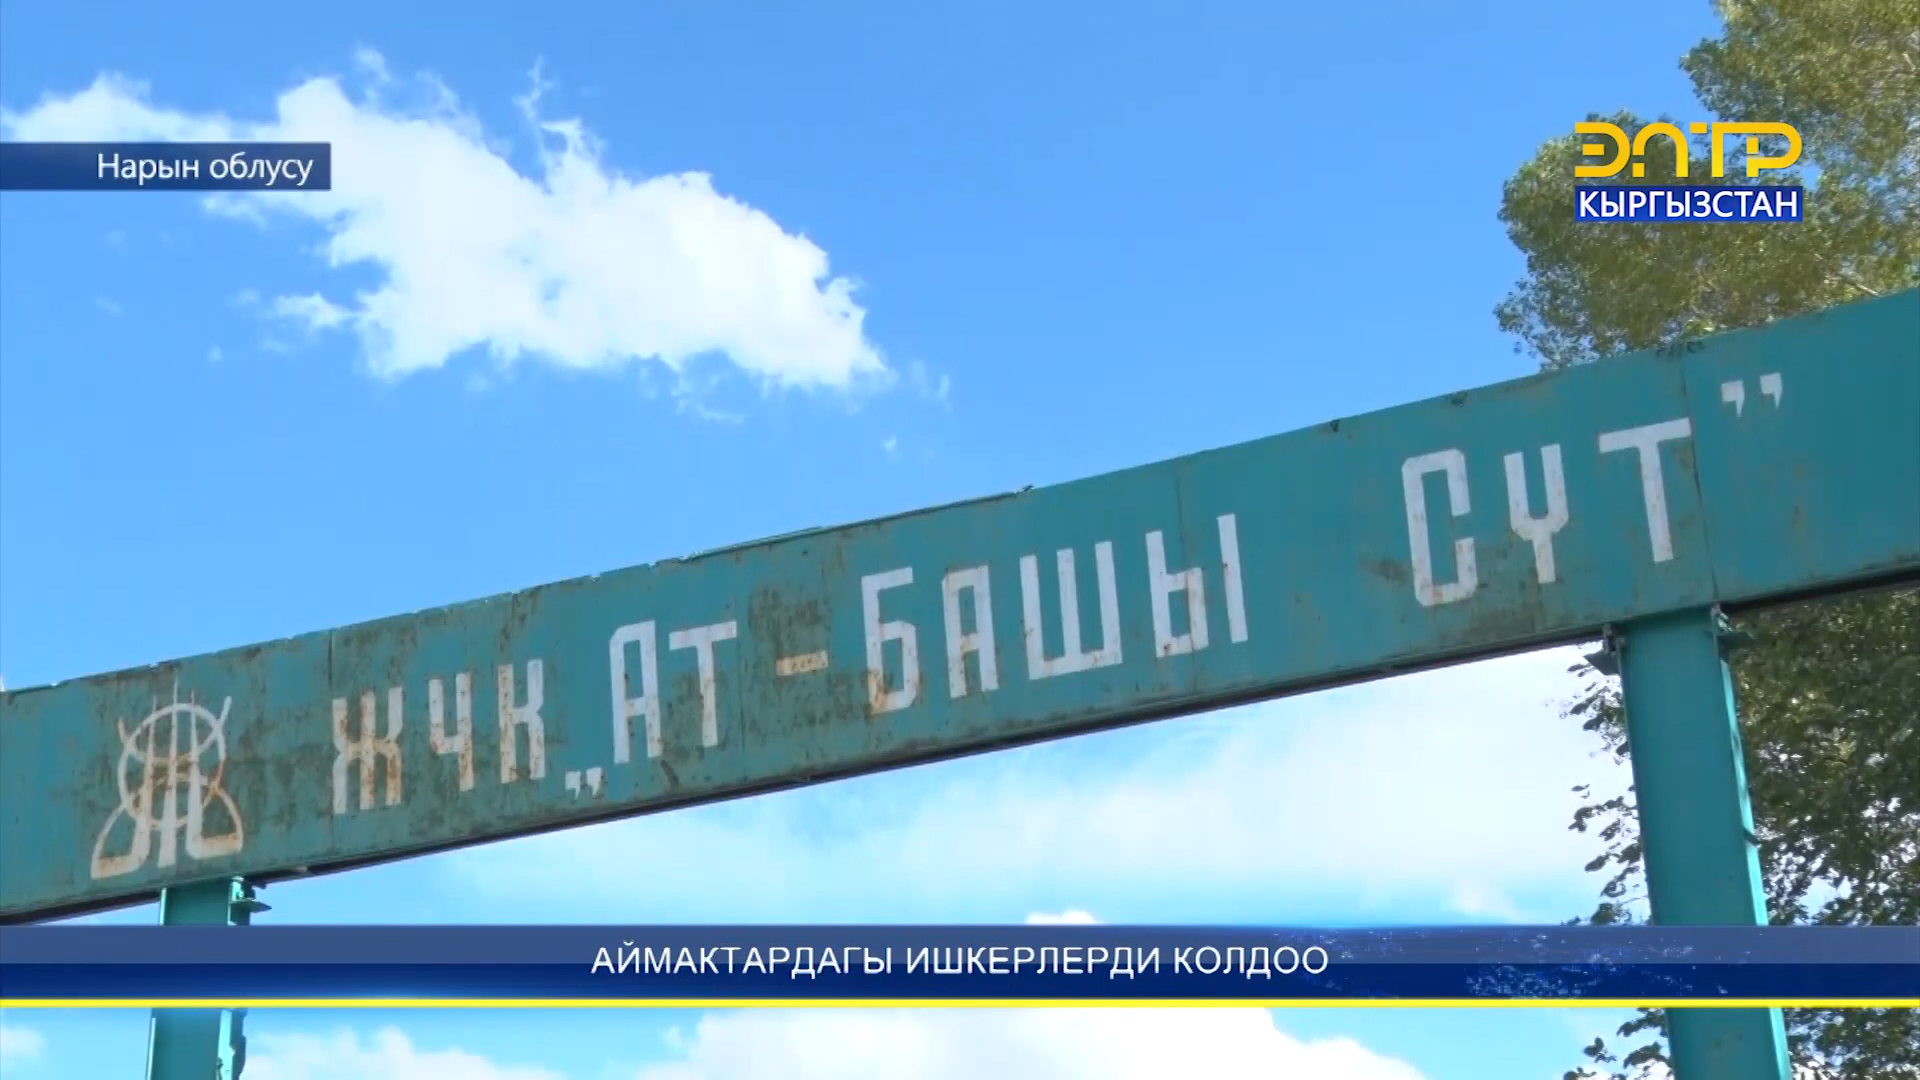 Нарын облусу
ЭЛТР
КЫРГЫЗСТАН
ЖЧК „АТ-БАШЫ СҮТ”
АЙМАКТАРДАГЫ ИШКЕРЛЕРДИ КОЛДОО